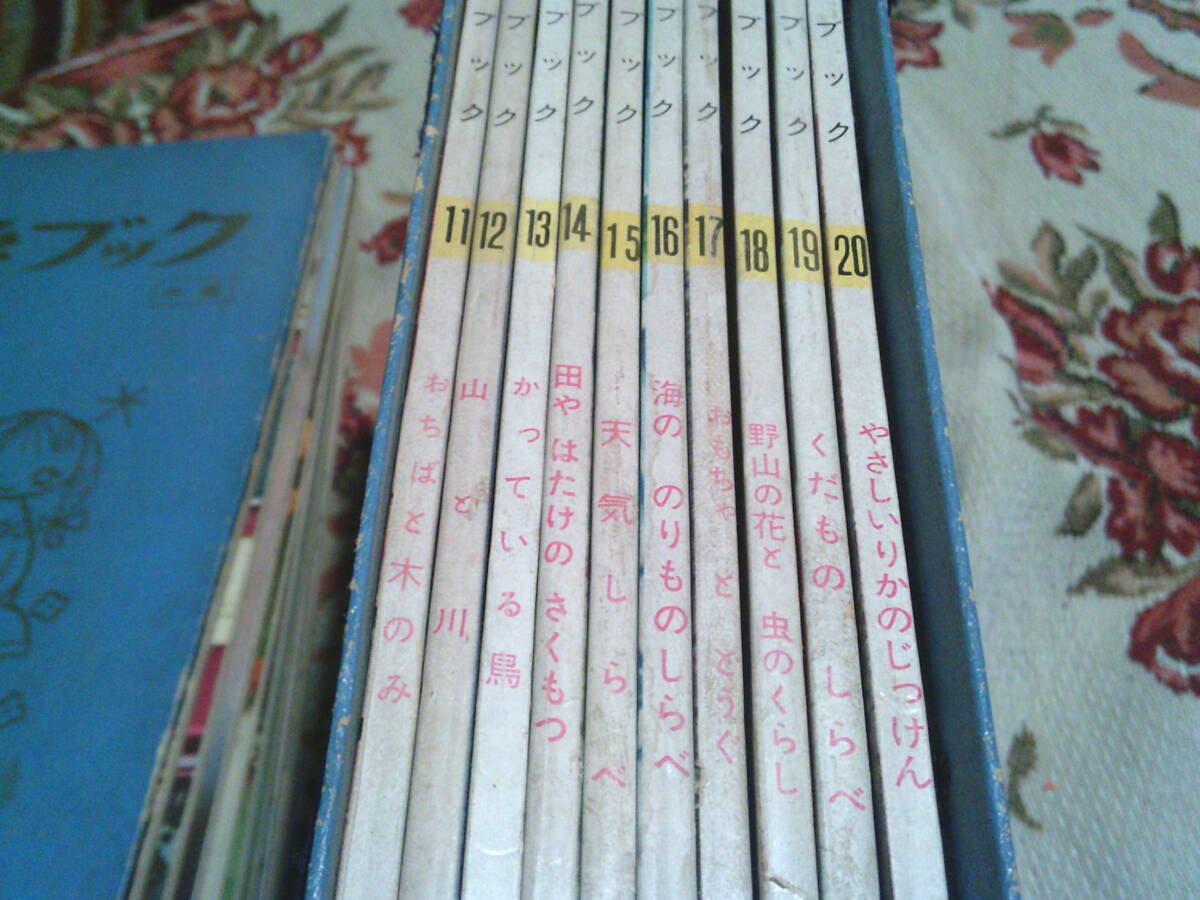 ブック
ブック 11 おちばと木のみ
ブック 12 山と川
ブック 13 かっている鳥
ブック 14 田や はたけの さくもつ
ブック 15 天気しらべ
ブック 16 海の のりものしらべ
ブック 17 おもちゃ と どうぐ
ブック 18 野山の花と 虫のくらし
ブック 19 くだもの しらべ
ブック 20 やさしいりかのじっけん